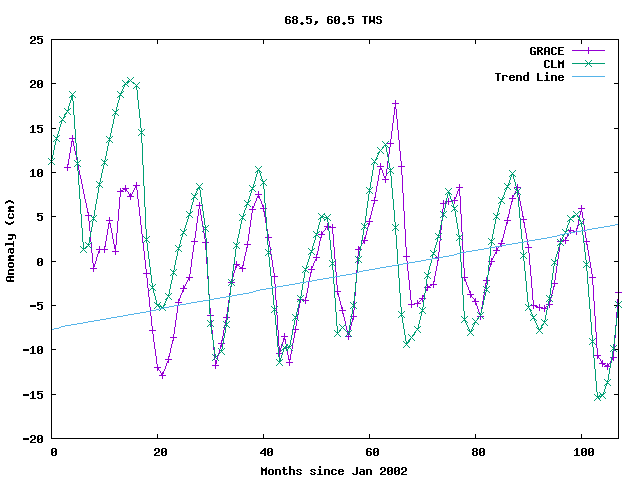 68.5, 60.5 TWS
GRACE
CLM
Trend Line
25
20
15
10
5
0
-5
-10
-15
-20
Anomaly (cm)
0 20 40 60 80 100
Months since Jan 2002